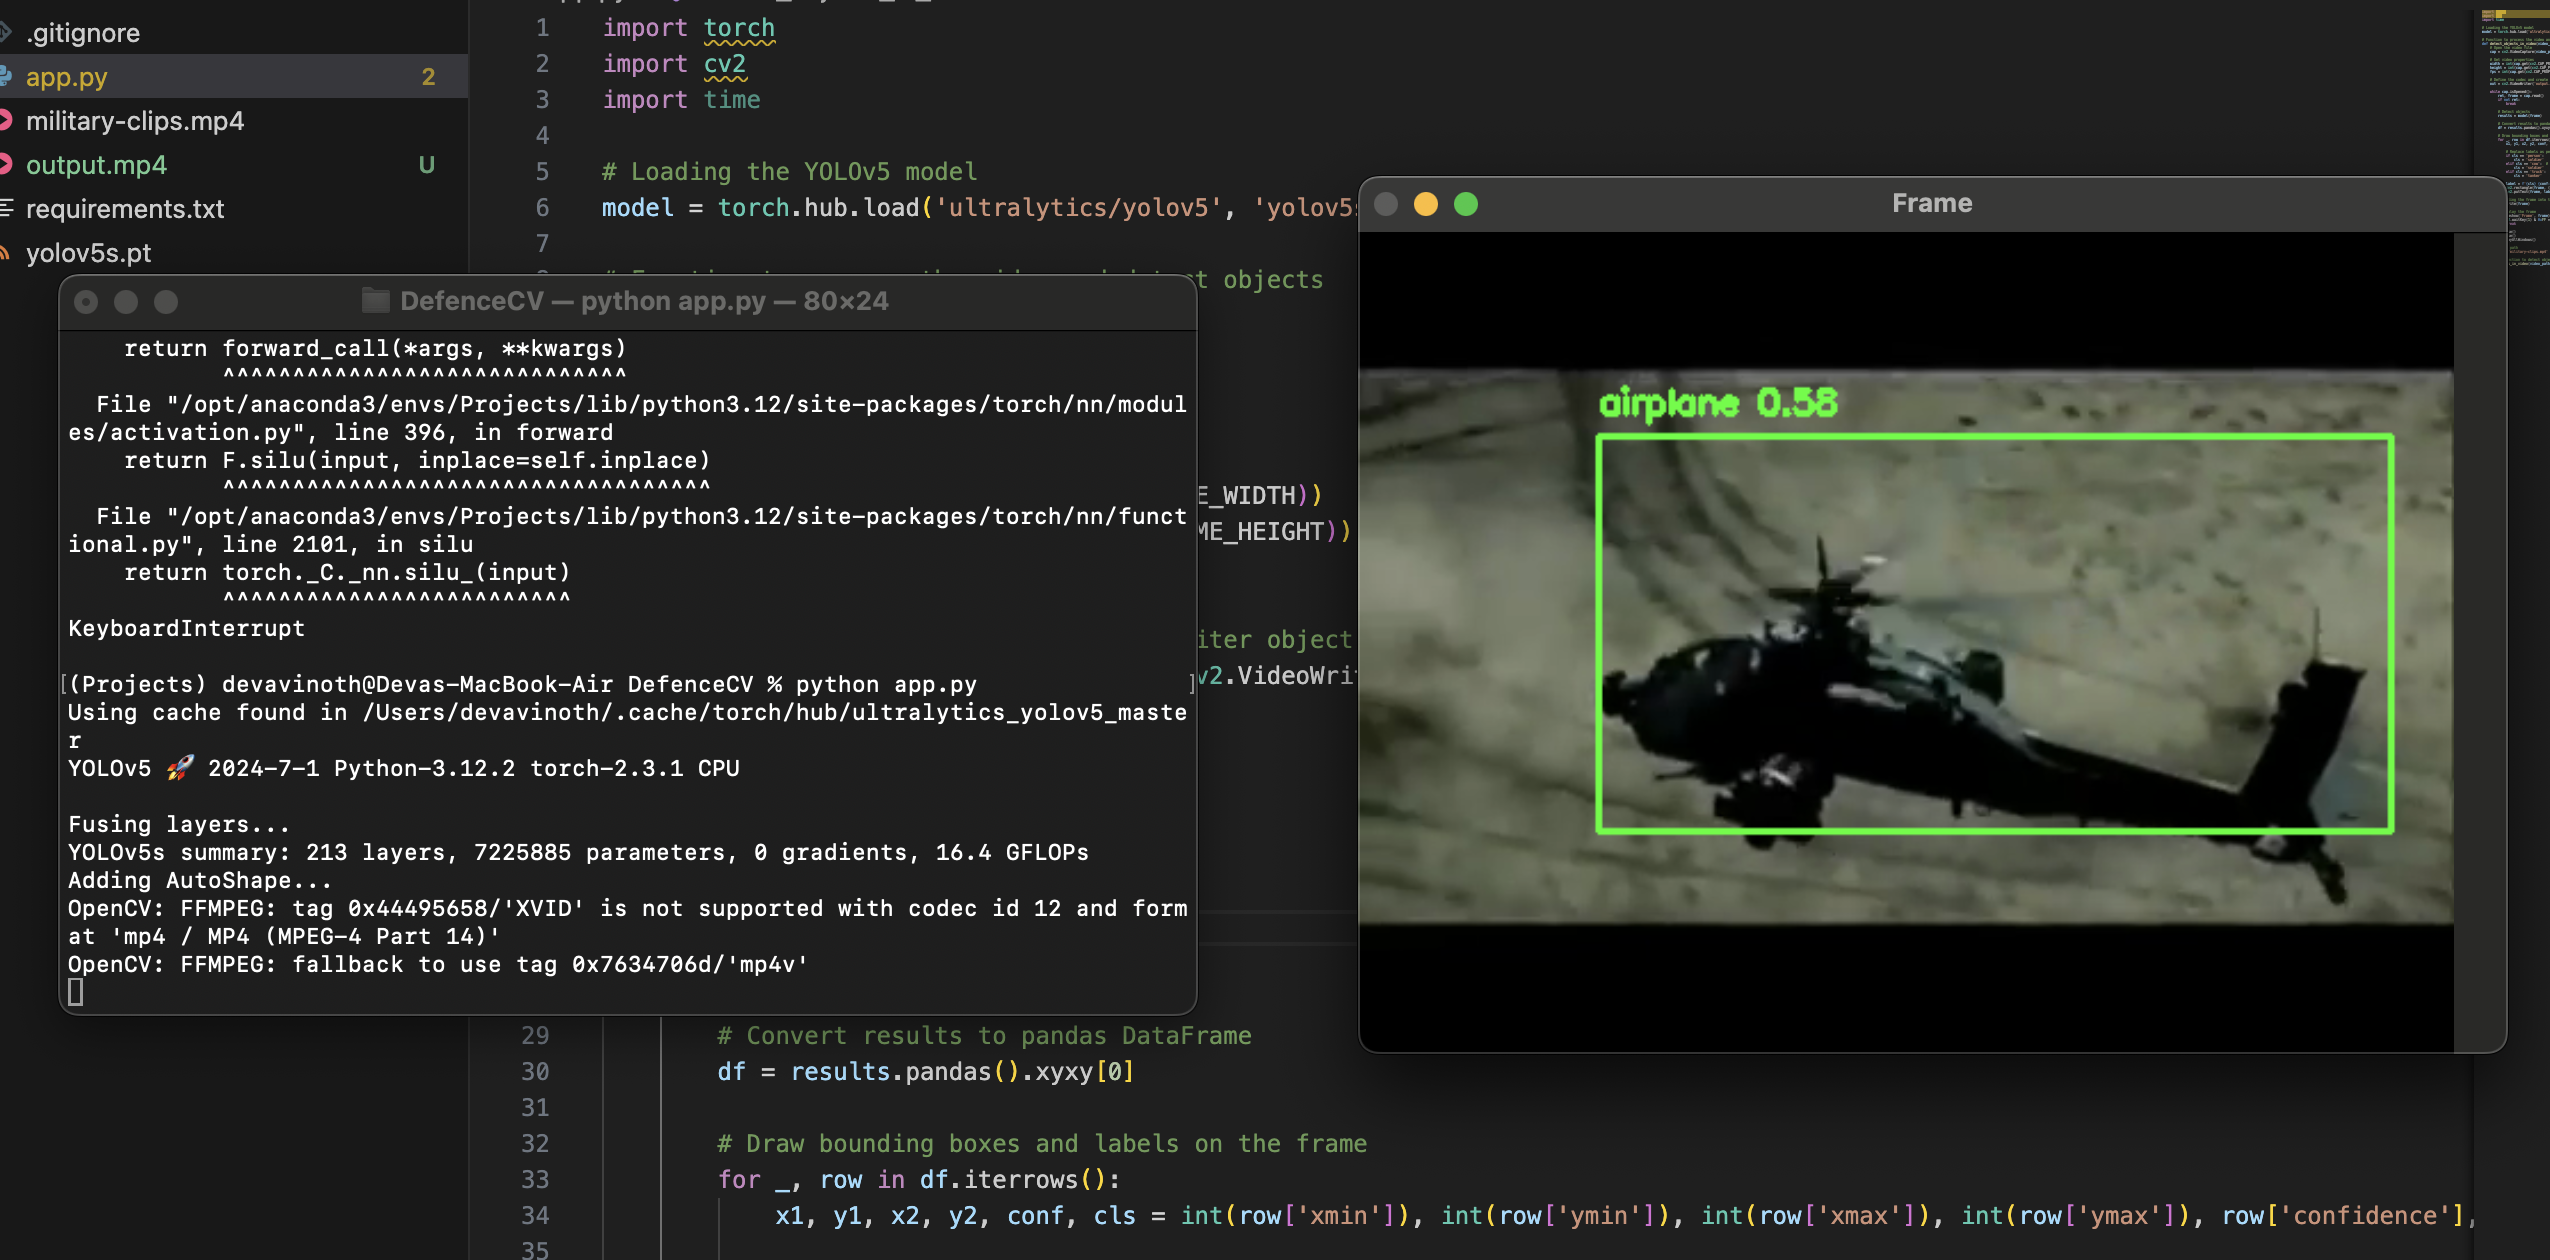 .gitignore
app.py 2
military-clips.mp4
output.mp4 U
requirements.txt
yolov5s.pt
1 import torch
2 import cv2
3 import time
4
5 # Loading the YOLOv5 model
6 model = torch.hub.load('ultralytics/yolov5', 'yolov5s
7
t objects
E_WIDTH))
ME_HEIGHT))
iter object
v2.VideoWrit
DefenceCV — python app.py — 80×24
return forward_call(*args, **kwargs)
^^^^^^^^^^^^^^^^^^^^^^^^^^^^^
File "/opt/anaconda3/envs/Projects/lib/python3.12/site-packages/torch/nn/modul
es/activation.py", line 396, in forward
return F.silu(input, inplace=self.inplace)
^^^^^^^^^^^^^^^^^^^^^^^^^^^^^^^^^^^
File "/opt/anaconda3/envs/Projects/lib/python3.12/site-packages/torch/nn/funct
ional.py", line 2101, in silu
return torch._C._nn.silu_(input)
^^^^^^^^^^^^^^^^^^^^^^^^^
KeyboardInterrupt
[(Projects) devavinoth@Devas-MacBook-Air DefenceCV % python app.py ]
Using cache found in /Users/devavinoth/.cache/torch/hub/ultralytics_yolov5_maste
r
YOLOv5 🚀 2024-7-1 Python-3.12.2 torch-2.3.1 CPU
Fusing layers...
YOLOv5s summary: 213 layers, 7225885 parameters, 0 gradients, 16.4 GFLOPs
Adding AutoShape...
OpenCV: FFMPEG: tag 0x44495658/'XVID' is not supported with codec id 12 and form
at 'mp4 / MP4 (MPEG-4 Part 14)'
OpenCV: FFMPEG: fallback to use tag 0x7634706d/'mp4v'
Frame
airplane 0.58
29 # Convert results to pandas DataFrame
30 df = results.pandas().xyxy[0]
31
32 # Draw bounding boxes and labels on the frame
33 for _, row in df.iterrows():
34 x1, y1, x2, y2, conf, cls = int(row['xmin']), int(row['ymin']), int(row['xmax']), int(row['ymax']), row['confidence'],
35